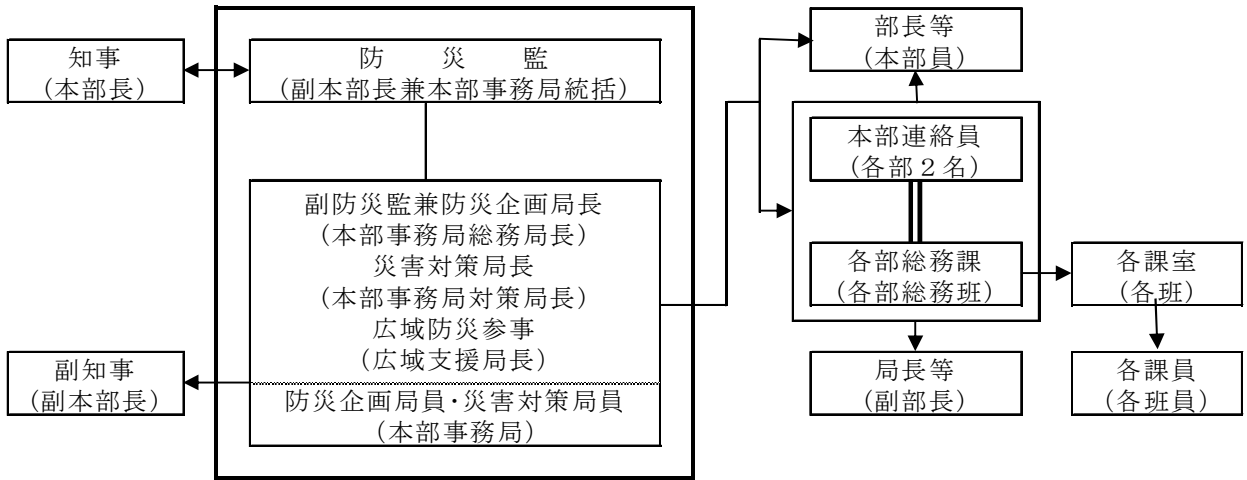 知事
(本部長)
防災監
(副本部長兼本部事務局統括)
副防災監兼防災企画局長
(本部事務局総務局長)
災害対策局長
(本部事務局対策局長)
広域防災参事
(広域支援局長)
防災企画局員・災害対策局員
(本部事務局)
副知事
(副本部長)
部長等
(本部員)
本部連絡員
(各部2名)
各部総務課
(各部総務班)
局長等
(副部長)
各課室
(各班)
各課員
(各班員)